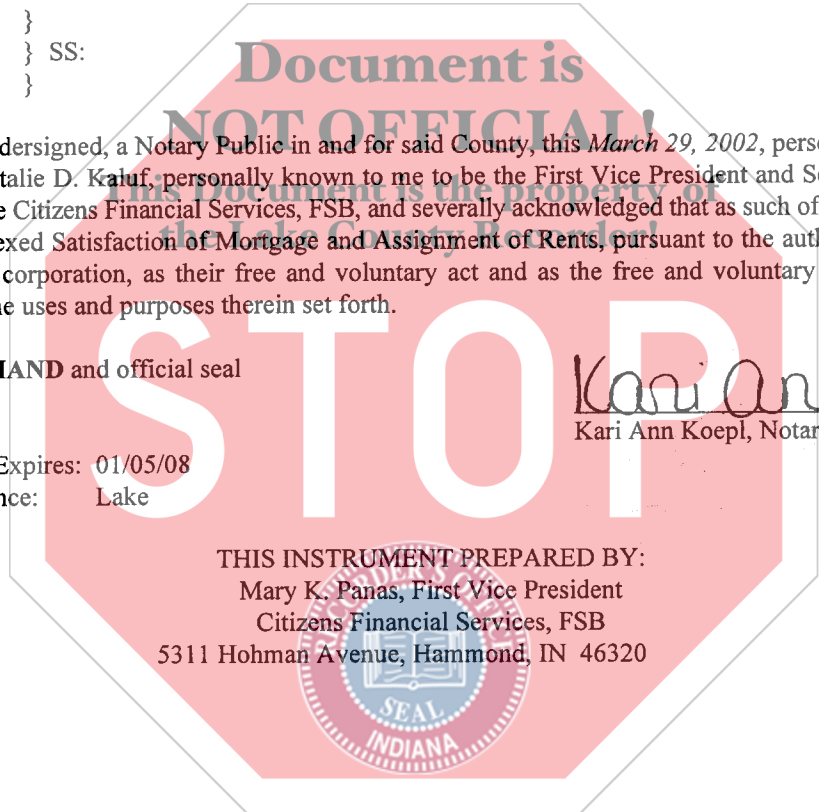 }
} SS:
}
Document is
NOT OFFICIAL!
This Document is the property of
the Lake County Recorder!
dersigned, a Notary Public in and for said County, this March 29, 2002, pers
talie D. Kaluf, personally known to me to be the First Vice President and S
e Citizens Financial Services, FSB, and severally acknowledged that as such of
exed Satisfaction of Mortgage and Assignment of Rents, pursuant to the auth
corporation, as their free and voluntary act and as the free and voluntary
e uses and purposes therein set forth.
STOP
HAND and official seal
Kari An
Kari Ann Koepl, Notar
Expires: 01/05/08
nce: Lake
THIS INSTRUMENT PREPARED BY:
Mary K. Panas, First Vice President
Citizens Financial Services, FSB
5311 Hohman Avenue, Hammond, IN 46320
RECORDER'S OFFICE
SEAL
INDIANA